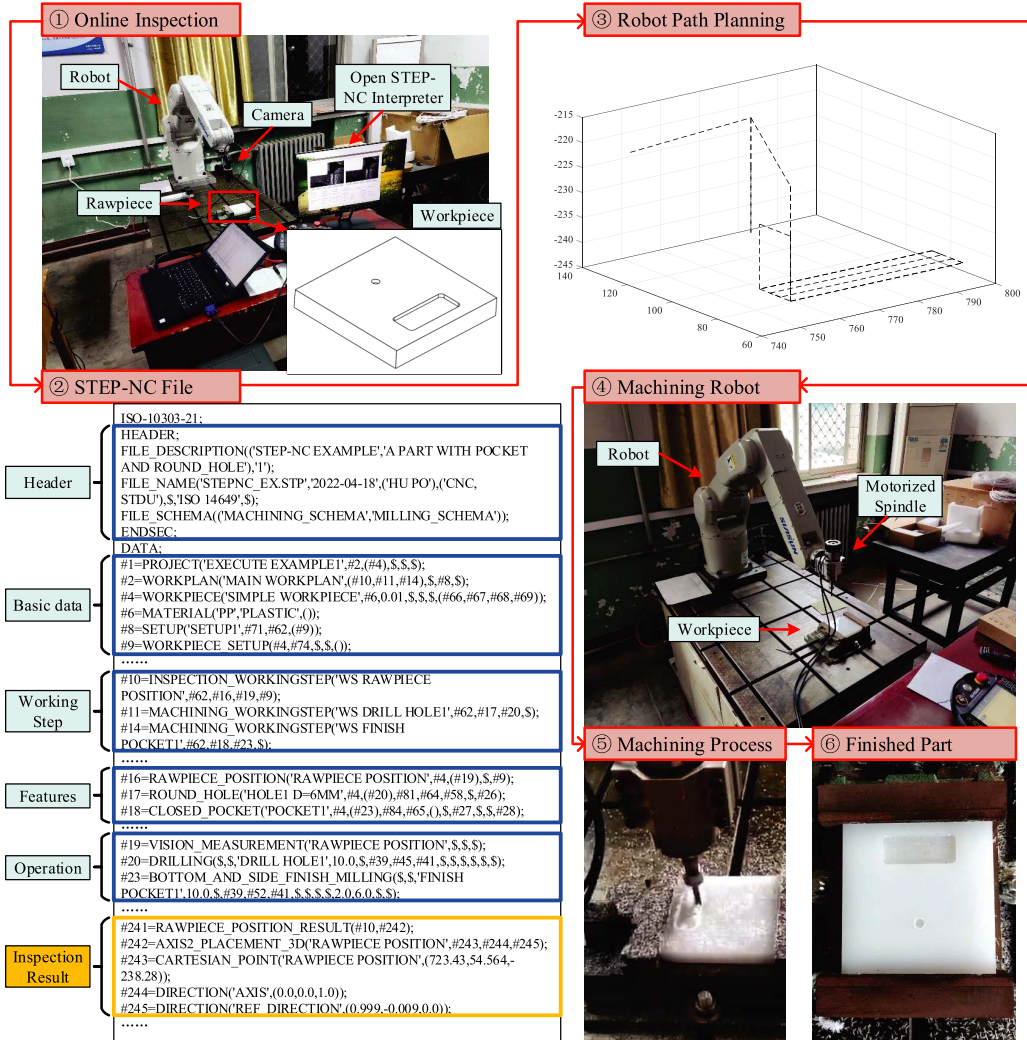 ① Online Inspection
Robot
Camera
Open STEP-
NC Interpreter
Rawpiece
Workpiece
② STEP-NC File
ISO-10303-21;
Header
HEADER;
FILE_DESCRIPTION(('STEP-NC EXAMPLE','A PART WITH POCKET
AND ROUND_HOLE'),'1');
FILE_NAME('STEPNC_EX.STP','2022-04-18',('HU PO'),('CNC,
STDU'),$,'ISO 14649',$);
FILE_SCHEMA(('MACHINING_SCHEMA','MILLING_SCHEMA'));
ENDSEC;
DATA;
Basic data
#1=PROJECT('EXECUTE EXAMPLE1',#2,(#4),$,$,$);
#2=WORKPLAN('MAIN WORKPLAN',(#10,#11,#14),$,#8,$);
#4=WORKPIECE('SIMPLE WORKPIECE',#6,0.01,$,$,$,(#66,#67,#68,#69));
#6=MATERIAL('PP','PLASTIC',());
#8=SETUP('SETUP1',#71,#62,(#9));
#9=WORKPIECE_SETUP(#4,#74,$,$,());
......
Working
Step
#10=INSPECTION_WORKINGSTEP('WS RAWPIECE
POSITION',#62,#16,#19,#9);
#11=MACHINING_WORKINGSTEP('WS DRILL HOLE1',#62,#17,#20,$);
#14=MACHINING_WORKINGSTEP('WS FINISH
POCKET1',#62,#18,#23,$);
......
Features
#16=RAWPIECE_POSITION('RAWPIECE POSITION',#4,(#19),$,#9);
#17=ROUND_HOLE('HOLE1 D=6MM',#4,(#20),#81,#64,#58,$,#26);
#18=CLOSED_POCKET('POCKET1',#4,(#23),#84,#65,(),$,#27,$,$,#28);
......
Operation
#19=VISION_MEASUREMENT('RAWPIECE POSITION',$,$,$);
#20=DRILLING($,$,'DRILL HOLE1',10.0,$,#39,#45,#41,$,$,$,$,$,$);
#23=BOTTOM_AND_SIDE_FINISH_MILLING($,$,'FINISH
POCKET1',10.0,$,#39,#52,#41,$,$,$,$,2.0,6.0,$,$);
......
Inspection
Result
#241=RAWPIECE_POSITION_RESULT(#10,#242);
#242=AXIS2_PLACEMENT_3D('RAWPIECE POSITION',#243,#244,#245);
#243=CARTESIAN_POINT('RAWPIECE POSITION',(723.43,54.564,-
238.28));
#244=DIRECTION('AXIS',(0.0,0.0,1.0));
#245=DIRECTION('REF_DIRECTION',(0.999,-0.009,0.0));
......
③ Robot Path Planning
-215
-220
-225
-230
-235
-240
-245
140
120
100
80
60
740
750
760
770
780
790
800
④ Machining Robot
Robot
Motorized
Spindle
SIASUN
Workpiece
⑤ Machining Process
⑥ Finished Part